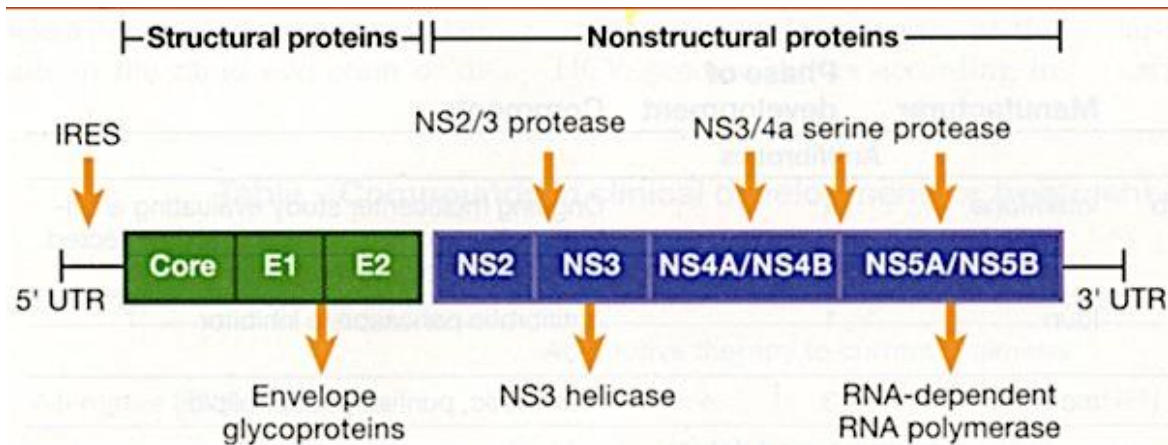 Structural proteins
Nonstructural proteins
IRES
NS2/3 protease
NS3/4a serine protease
Core
E1
E2
NS2
NS3
NS4A/NS4B
NS5A/NS5B
5' UTR
3' UTR
Envelope
glycoproteins
NS3 helicase
RNA-dependent
RNA polymerase